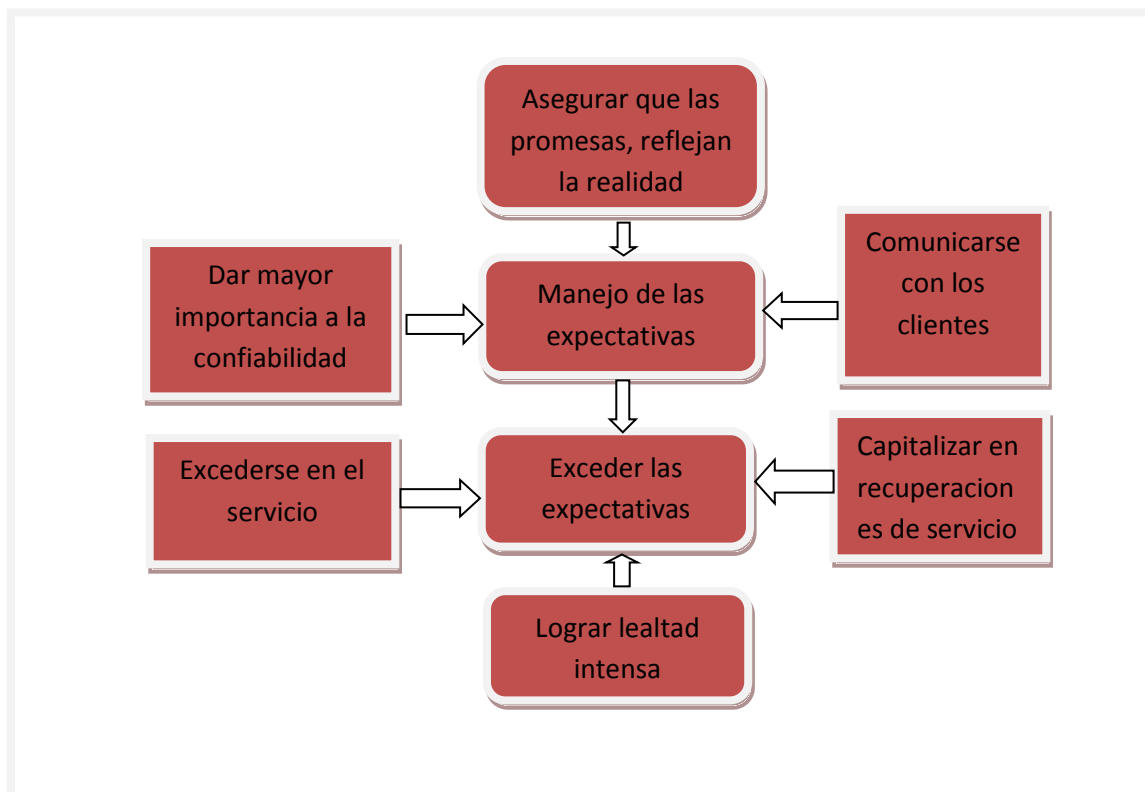 Asegurar que las
promesas, reflejan
la realidad
Dar mayor
importancia a la
confiabilidad
Manejo de las
expectativas
Comunicarse
con los
clientes
Excederse en el
servicio
Exceder las
expectativas
Capitalizar en
recuperacion
es de servicio
Lograr lealtad
intensa